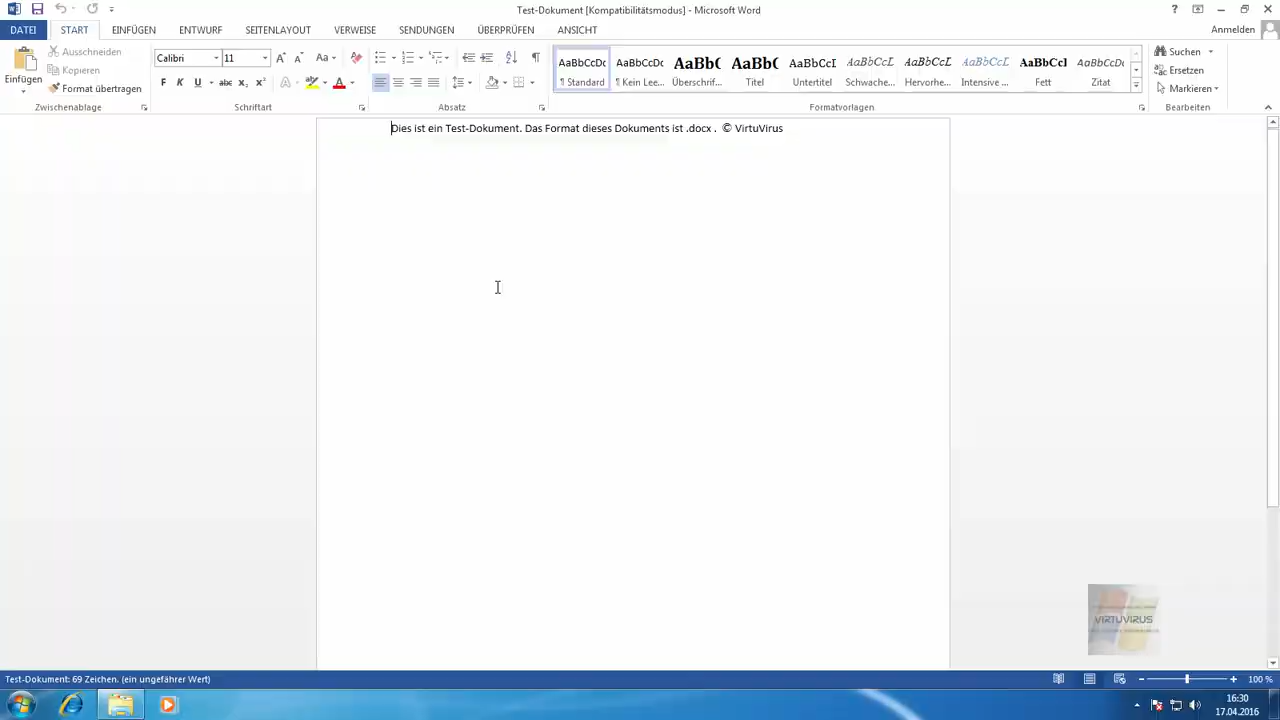 Test-Dokument [Kompatibilitätsmodus] - Microsoft Word
DATEI START EINFÜGEN ENTWURF SEITENLAYOUT VERWEISE SENDUNGEN ÜBERPRÜFEN ANSICHT Anmelden
Einfügen
Ausschneiden
Kopieren
Format übertragen
Zwischenablage
Calibri 11
F K U abc x₂ x²
Schriftart
Absatz
AaBbCcDc AaBbCcDc AaBbC AaBbC AaBbCcI AaBbCcL AaBbCcL AaBbCcL AaBbCcI AaBbCcDc
¶ Standard ¶ Kein Lee... Überschrif... Titel Untertitel Schwache... Hervorhe... Intensive ... Fett Zitat
Formatvorlagen
Suchen
Ersetzen
Markieren
Bearbeiten
Dies ist ein Test-Dokument. Das Format dieses Dokuments ist .docx . © VirtuVirus
VIRTUVIRUS
Test-Dokument: 69 Zeichen. (ein ungefährer Wert) 100 %
16:30
17.04.2016